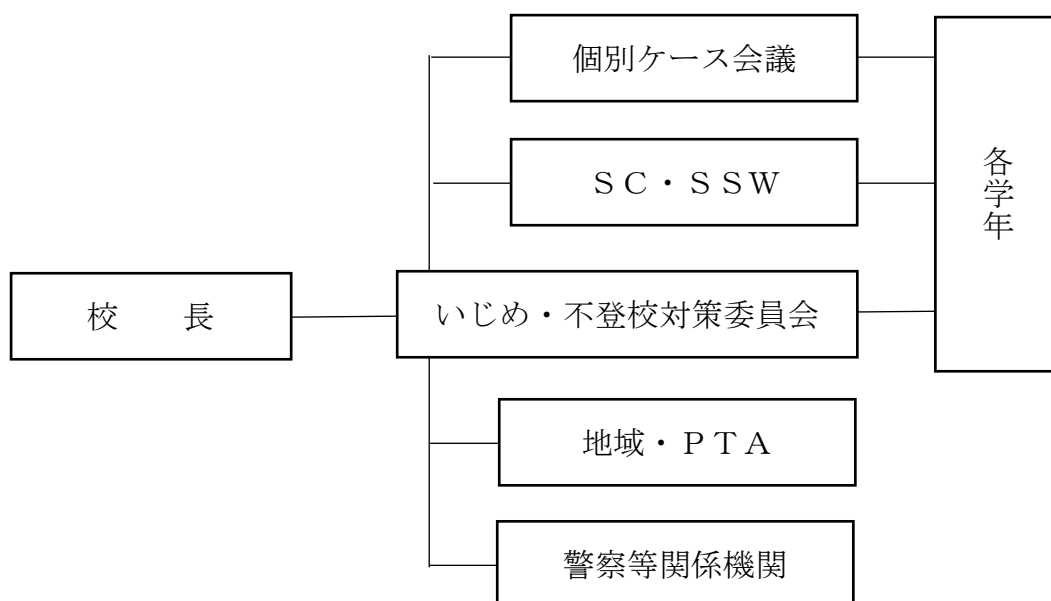 個別ケース会議
ＳＣ・ＳＳＷ
各学年
校　　長
いじめ・不登校対策委員会
地域・ＰＴＡ
警察等関係機関